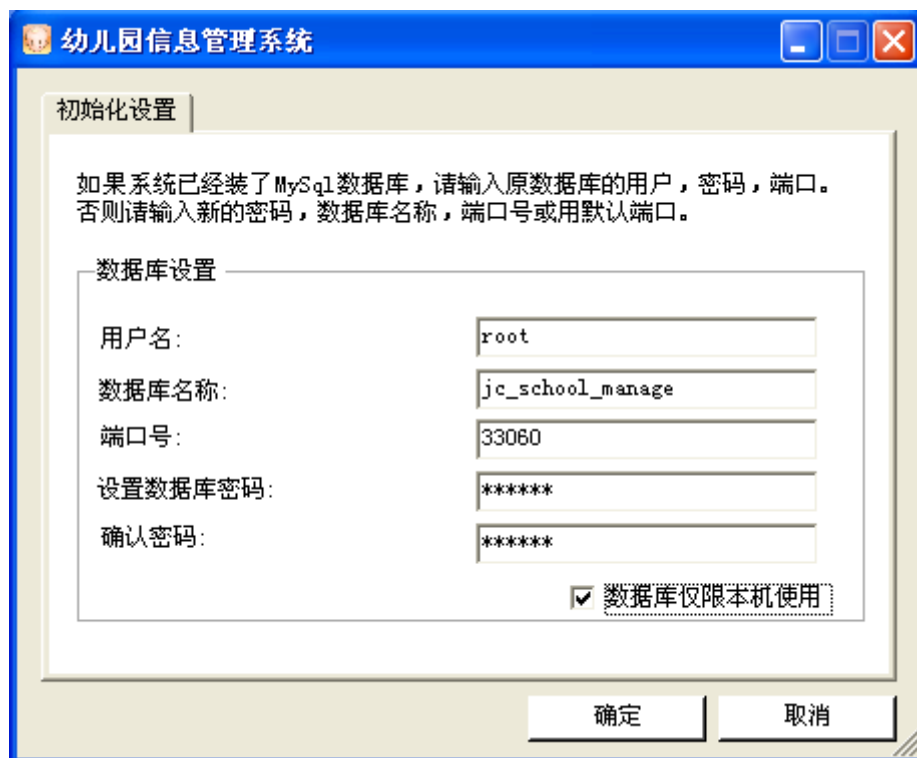 幼儿园信息管理系统
初始化设置
如果系统已经装了MySql数据库，请输入原数据库的用户，密码，端口。
否则请输入新的密码，数据库名称，端口号或用默认端口。
数据库设置
用户名: root
数据库名称: jc_school_manage
端口号: 33060
设置数据库密码: ******
确认密码: ******
数据库仅限本机使用
确定 取消